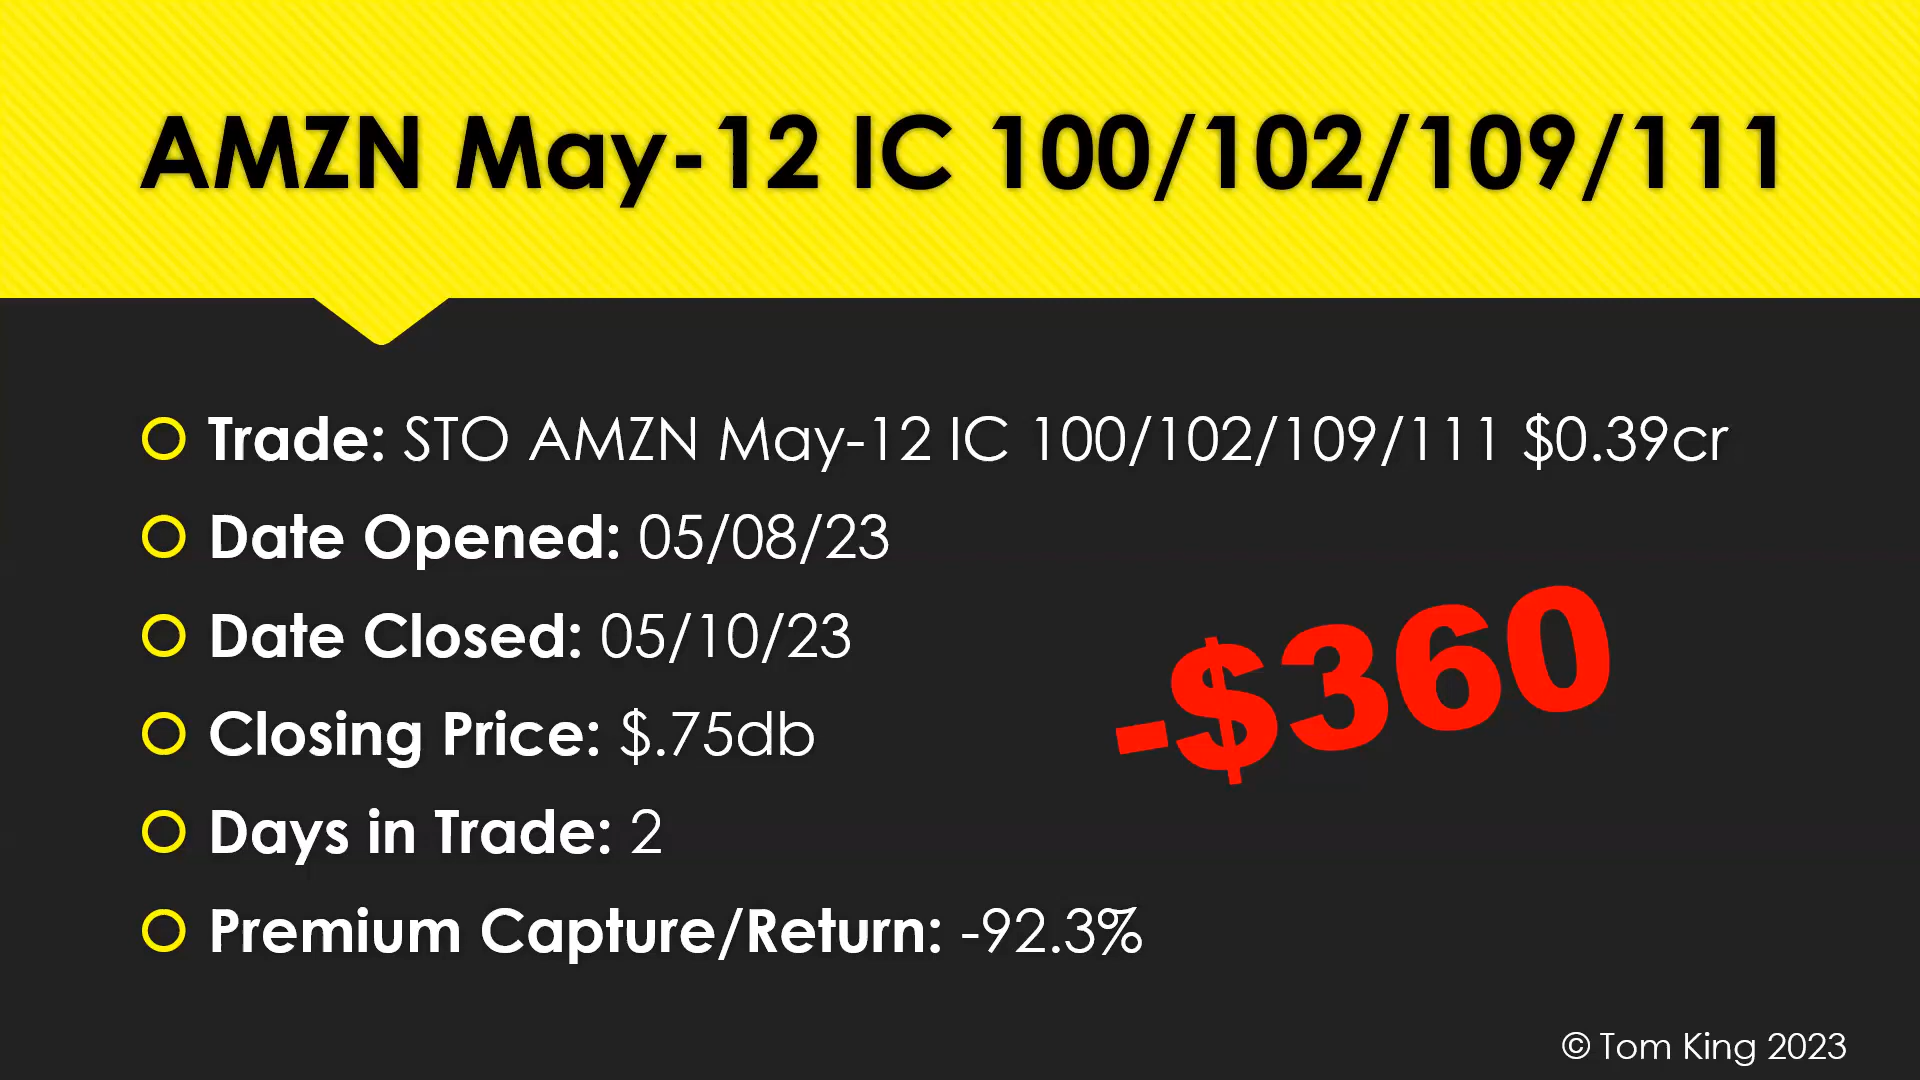 AMZN May-12 IC 100/102/109/111
Trade: STO AMZN May-12 IC 100/102/109/111 $0.39cr
Date Opened: 05/08/23
Date Closed: 05/10/23
-$360
Closing Price: $.75db
Days in Trade: 2
Premium Capture/Return: -92.3%
© Tom King 2023